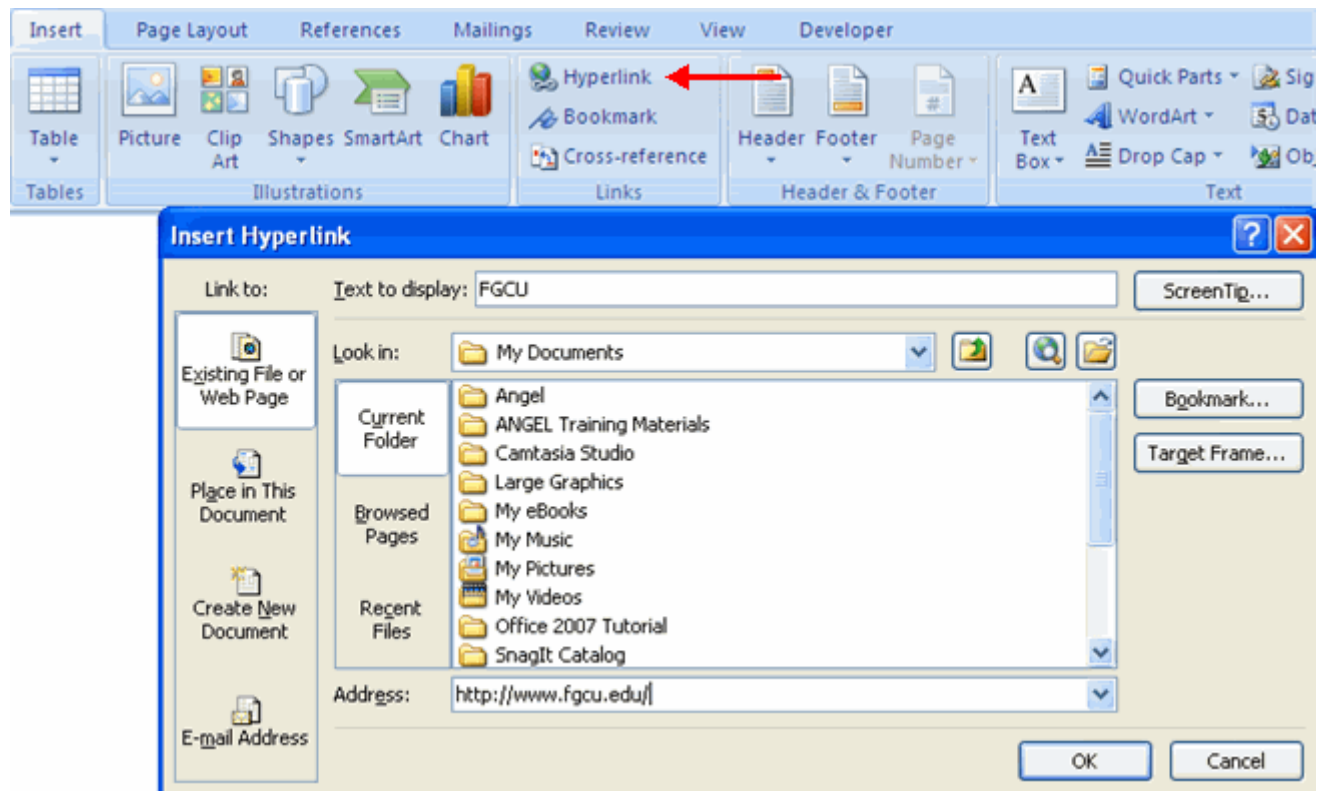 Insert Page Layout References Mailings Review View Developer
Hyperlink
Bookmark
Cross-reference
Table
Picture
Clip
Art
Shapes
SmartArt
Chart
Header
Footer
Page
Number
A
Text
Box
Quick Parts
WordArt
Drop Cap
Sig
Dat
Ob
Tables
Illustrations
Links
Header & Footer
Text
Insert Hyperlink
Link to:
Text to display: FGCU
ScreenTip...
Existing File or
Web Page
Place in This
Document
Create New
Document
E-mail Address
Look in: My Documents
Current
Folder
Browsed
Pages
Recent
Files
Angel
ANGEL Training Materials
Camtasia Studio
Large Graphics
My eBooks
My Music
My Pictures
My Videos
Office 2007 Tutorial
SnagIt Catalog
Bookmark...
Target Frame...
Address: http://www.fgcu.edu/
OK
Cancel